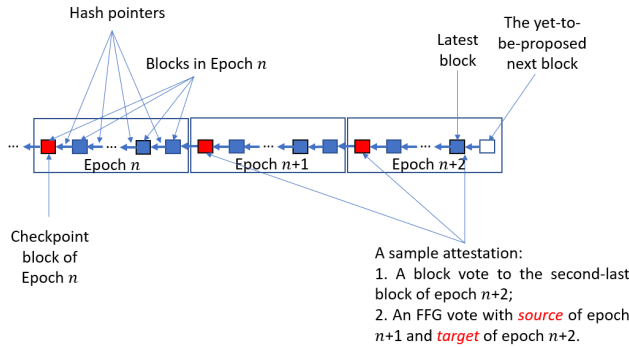 Hash pointers
Blocks in Epoch n
Latest
block
The yet-to-
be-proposed
next block
...
...
Epoch n
...
Epoch n+1
...
Epoch n+2
Checkpoint
block of
Epoch n
A sample attestation:
1. A block vote to the second-last
block of epoch n+2;
2. An FFG vote with source of epoch
n+1 and target of epoch n+2.